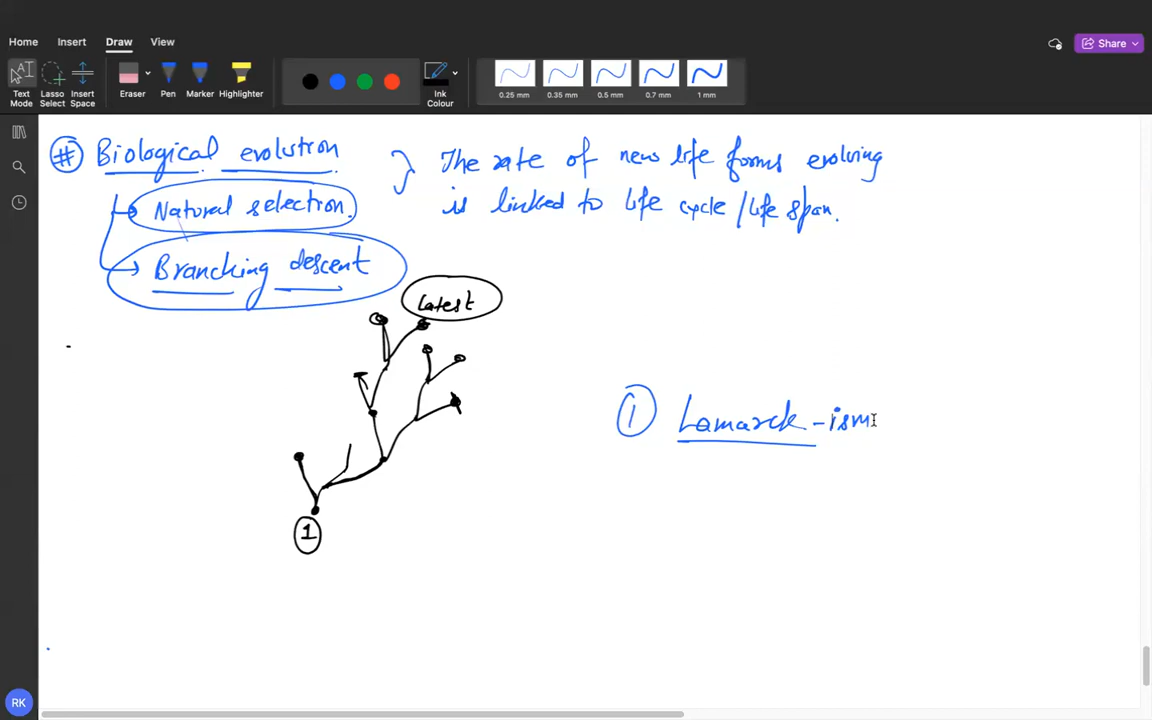 Home Insert Draw View
Share
Text Mode
Lasso Select
Insert Space
Eraser
Pen
Marker
Highlighter
Ink Colour
0.25 mm
0.35 mm
0.5 mm
0.7 mm
1 mm
# Biological evolution } The rate of new life forms evolving
Natural selection. is linked to life cycle/life span.
Branching descent
Latest
① Lamarck-ism
1
RK